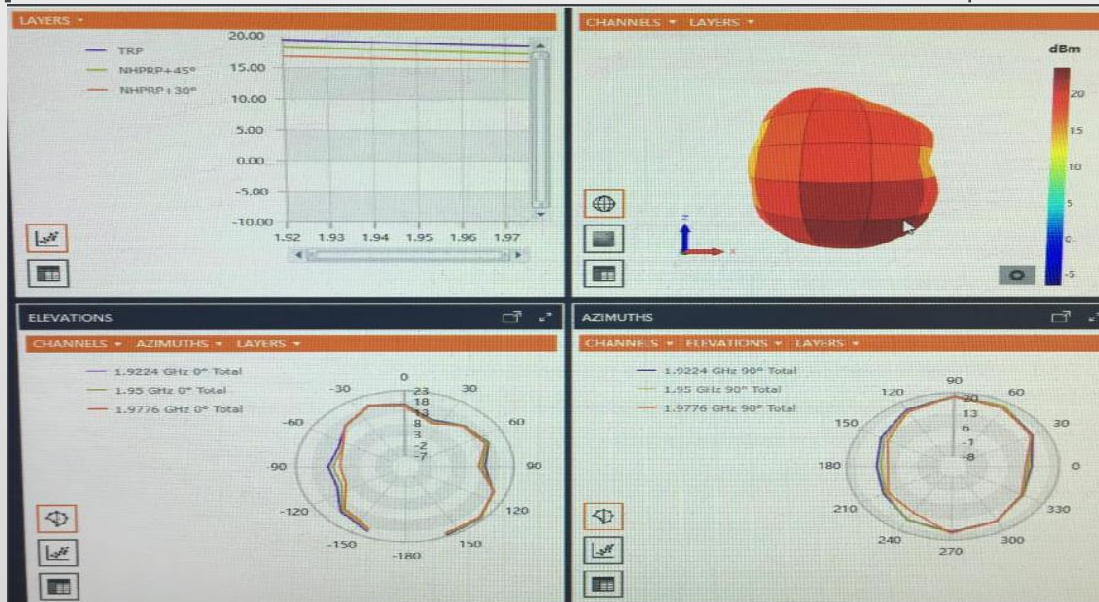 LAYERS
TRP
NHPRP+45°
NHPRP+30°
20.00
15.00
10.00
5.00
0.00
-5.00
-10.00
1.92 1.93 1.94 1.95 1.96 1.97
CHANNELS LAYERS
dBm
20
15
10
5
0
-5
z
x
ELEVATIONS
CHANNELS AZIMUTHS LAYERS
1.9224 GHz 0° Total
1.95 GHz 0° Total
1.9776 GHz 0° Total
0
-30 30
-60 60
-90 90
-120 120
-150 150
-180
23
18
13
8
3
-2
-7
AZIMUTHS
CHANNELS ELEVATIONS LAYERS
1.9224 GHz 90° Total
1.95 GHz 90° Total
1.9776 GHz 90° Total
90
120 60
150 30
180 0
210 330
240 300
270
20
13
6
-1
-8